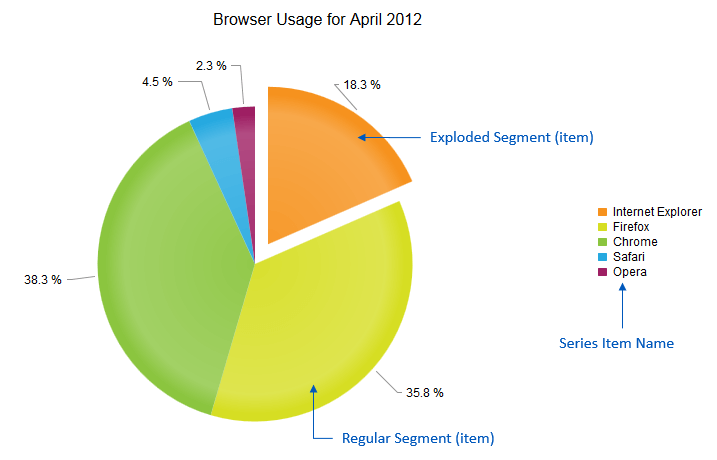 Browser Usage for April 2012
2.3 %
4.5 %
18.3 %
Exploded Segment (item)
Internet Explorer
Firefox
Chrome
Safari
Opera
38.3 %
Series Item Name
35.8 %
Regular Segment (item)